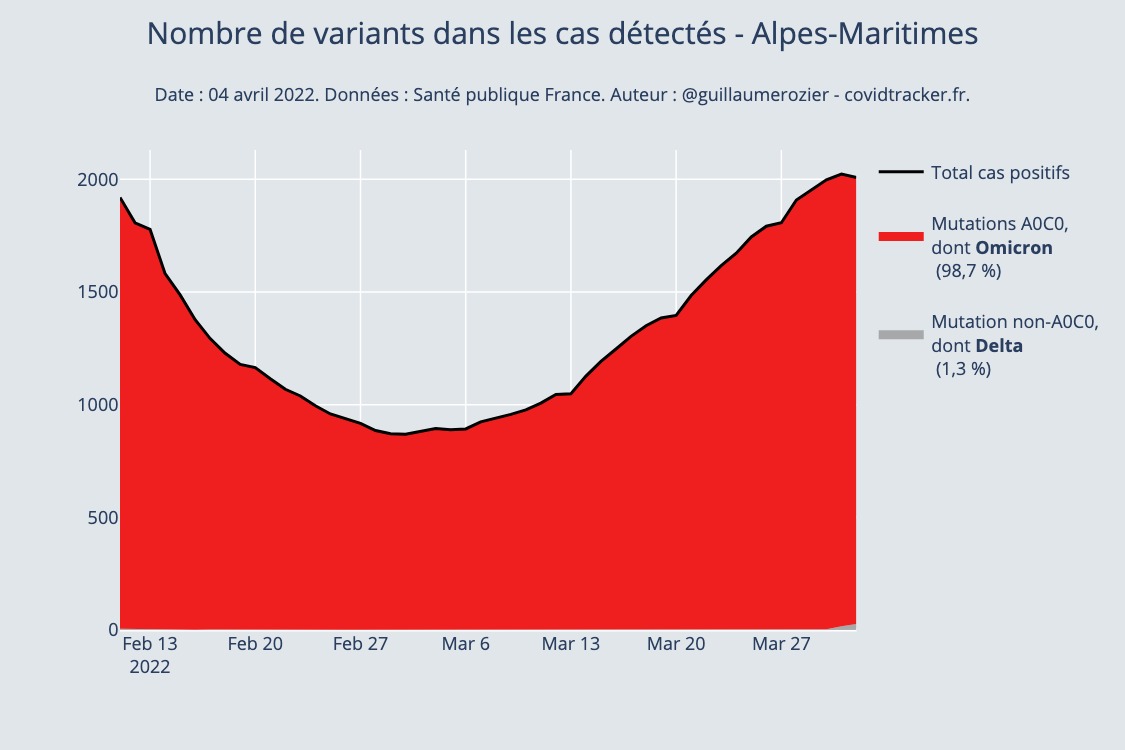 Nombre de variants dans les cas détectés - Alpes-Maritimes
Date : 04 avril 2022. Données : Santé publique France. Auteur : @guillaumerozier - covidtracker.fr.
Total cas positifs
Mutations A0C0,
dont Omicron
(98,7 %)
Mutation non-A0C0,
dont Delta
(1,3 %)
2000
1500
1000
500
0
Feb 13
2022
Feb 20
Feb 27
Mar 6
Mar 13
Mar 20
Mar 27